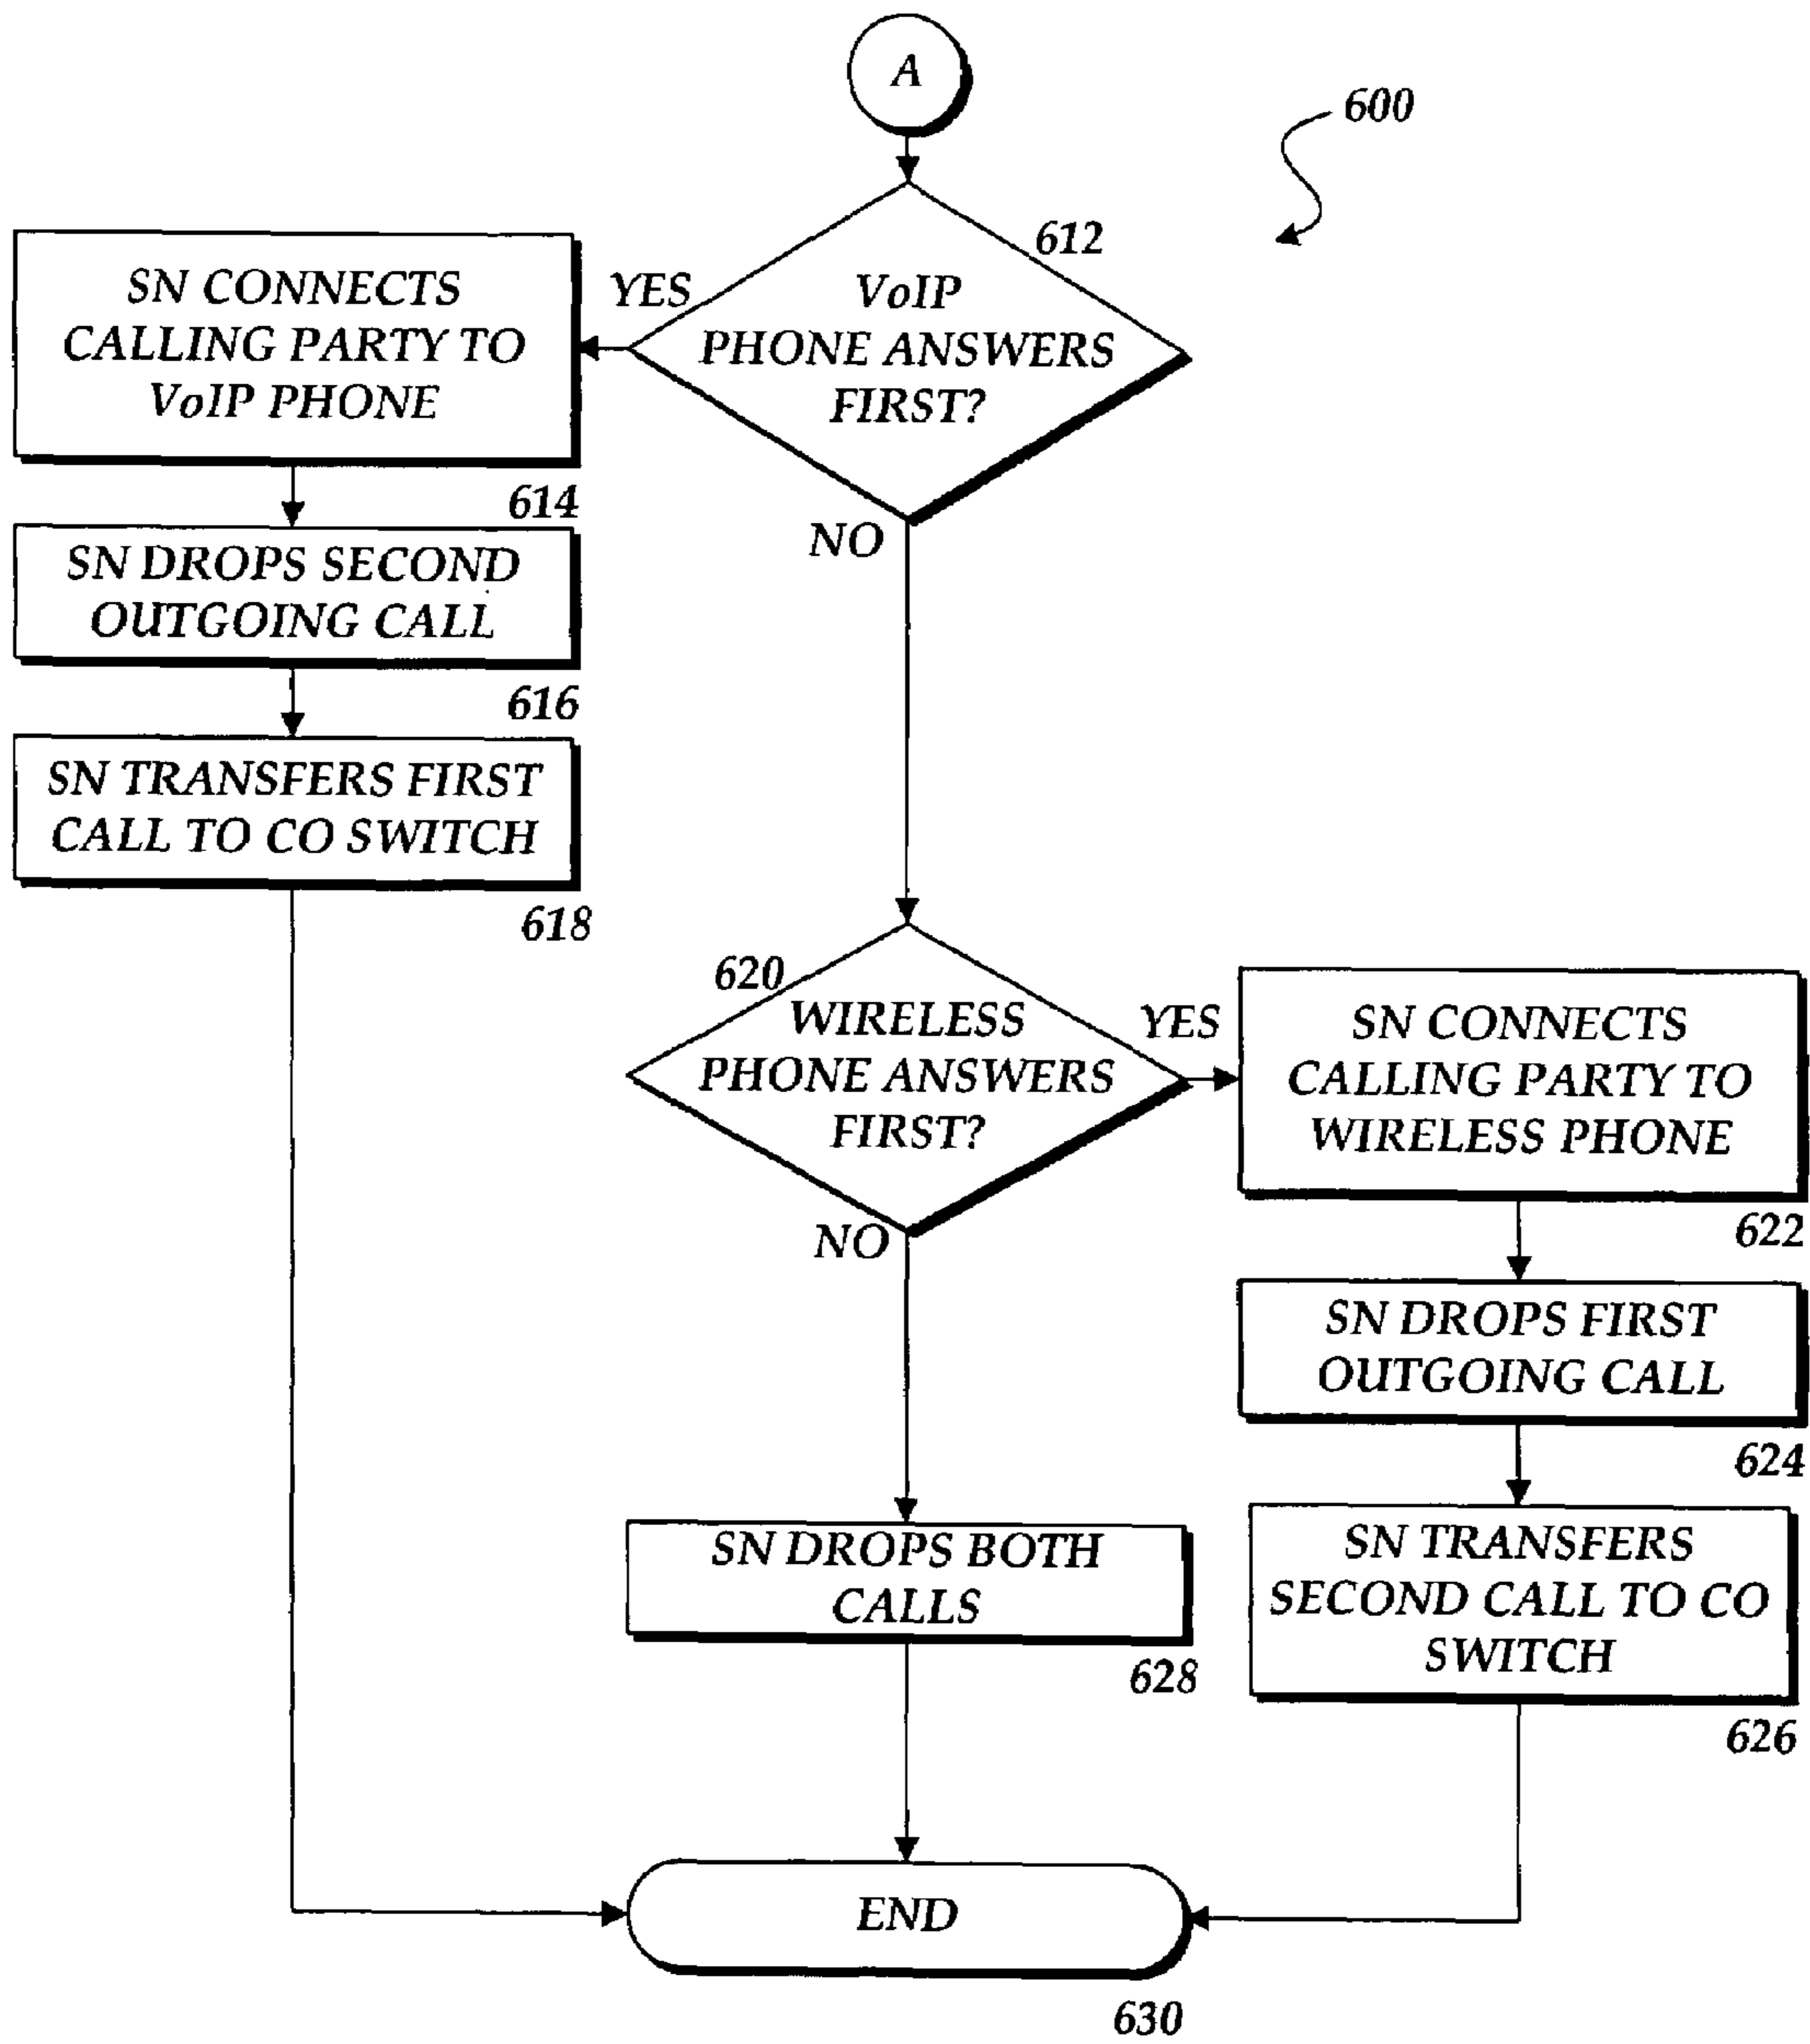 A
600
612
VoIP
PHONE ANSWERS
FIRST?
YES
NO
SN CONNECTS
CALLING PARTY TO
VoIP PHONE
614
SN DROPS SECOND
OUTGOING CALL
616
SN TRANSFERS FIRST
CALL TO CO SWITCH
618
620
WIRELESS
PHONE ANSWERS
FIRST?
YES
NO
SN CONNECTS
CALLING PARTY TO
WIRELESS PHONE
622
SN DROPS FIRST
OUTGOING CALL
624
SN TRANSFERS
SECOND CALL TO CO
SWITCH
626
SN DROPS BOTH
CALLS
628
END
630